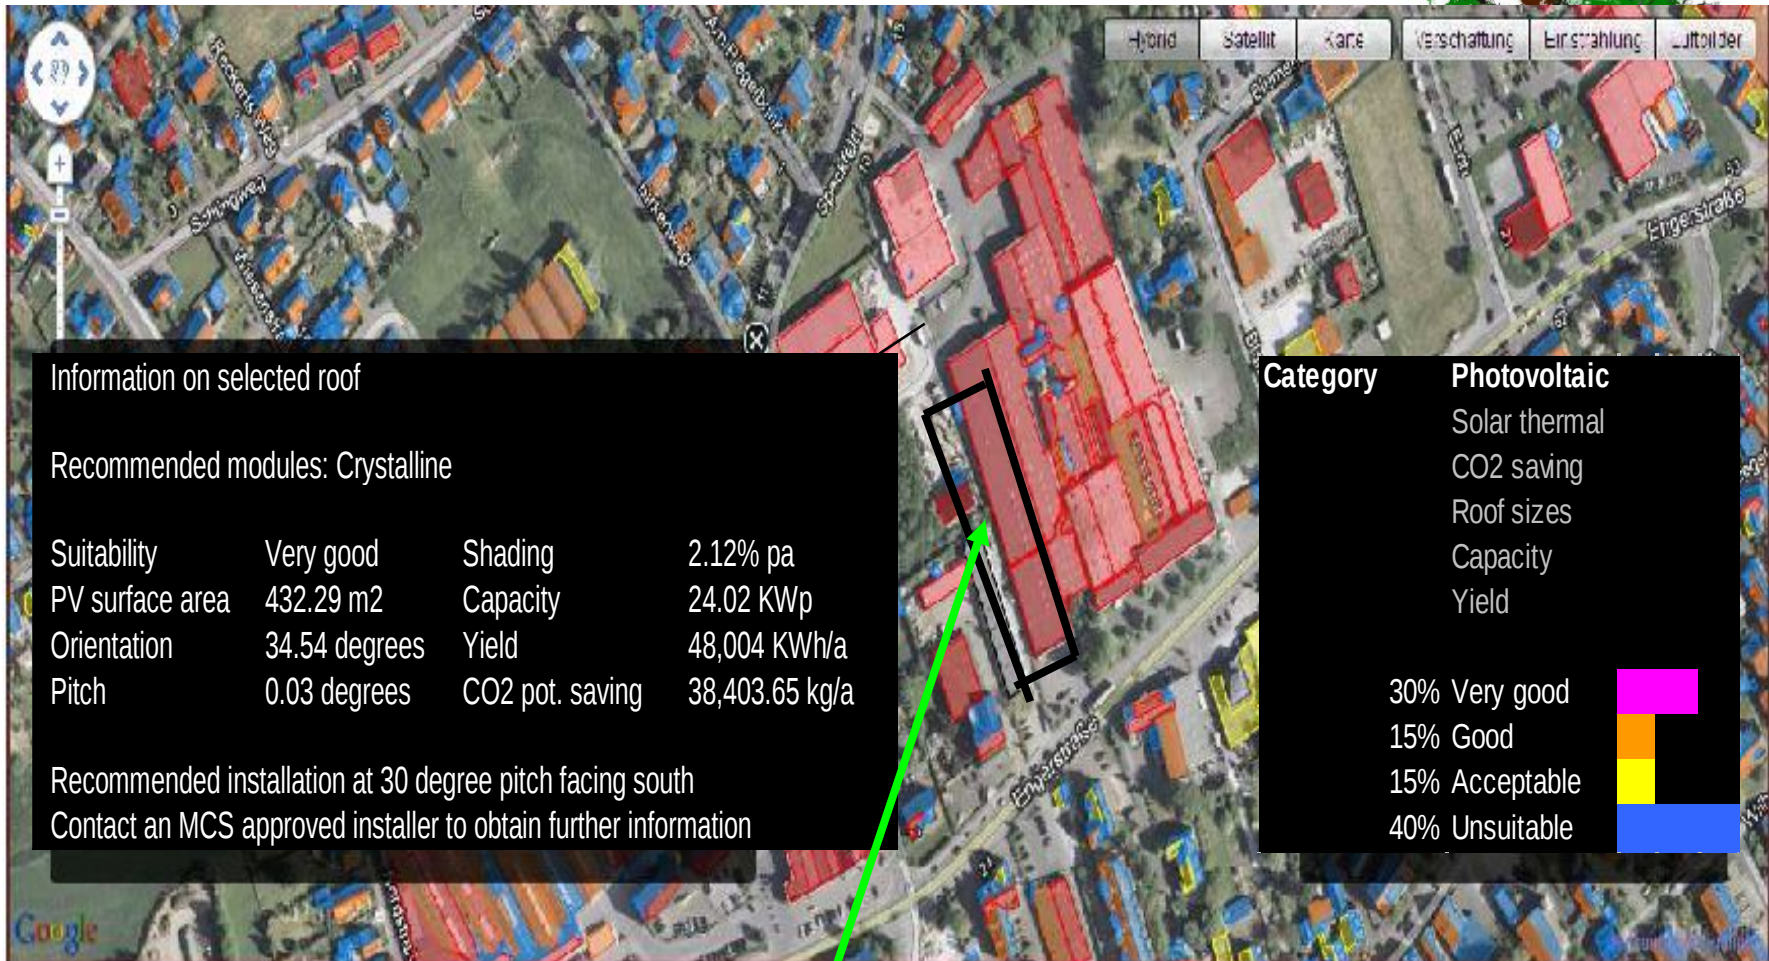 Hybrid Satellit Karte Verschattung Einstrahlung Luftbilder
Birkenweg
Engerstraße
Information on selected roof
Recommended modules: Crystalline
Suitability Very good Shading 2.12% pa
PV surface area 432.29 m2 Capacity 24.02 KWp
Orientation 34.54 degrees Yield 48,004 KWh/a
Pitch 0.03 degrees CO2 pot. saving 38,403.65 kg/a
Recommended installation at 30 degree pitch facing south
Contact an MCS approved installer to obtain further information
Category Photovoltaic
Solar thermal
CO2 saving
Roof sizes
Capacity
Yield
30% Very good
15% Good
15% Acceptable
40% Unsuitable
Engerstraße
Google